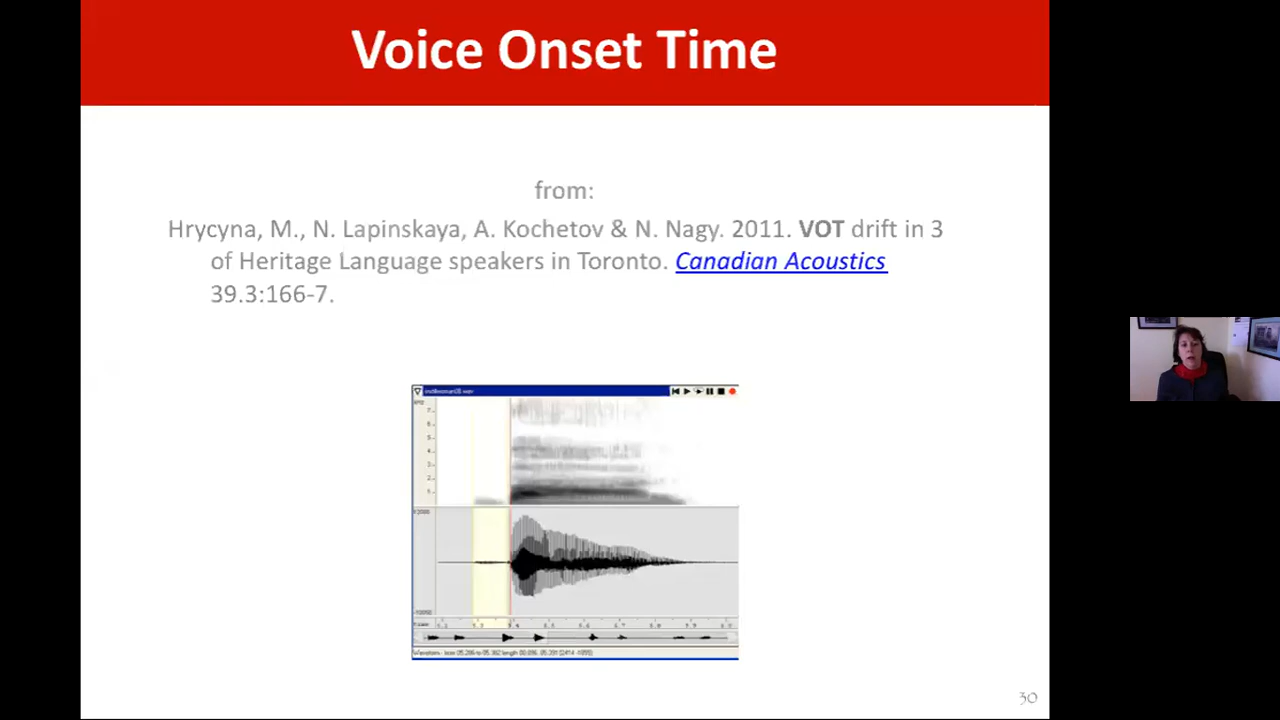 Voice Onset Time
from:
Hrycyna, M., N. Lapinskaya, A. Kochetov & N. Nagy. 2011. VOT drift in 3
of Heritage Language speakers in Toronto. Canadian Acoustics
39.3:166-7.
30